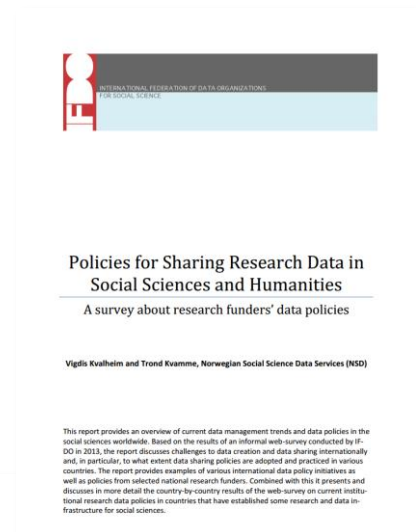 IFDO
INTERNATIONAL FEDERATION OF DATA ORGANIZATIONS
FOR SOCIAL SCIENCE
Policies for Sharing Research Data in
Social Sciences and Humanities
A survey about research funders' data policies
Vigdis Kvalheim and Trond Kvamme, Norwegian Social Science Data Services (NSD)
This report provides an overview of current data management trends and data policies in the
social sciences worldwide. Based on the results of an informal web-survey conducted by IF-
DO in 2013, the report discusses challenges to data creation and data sharing internationally
and, in particular, to what extent data sharing policies are adopted and practiced in various
countries. The report provides examples of various international data policy initiatives as
well as policies from selected national research funders. Combined with this it presents and
discusses in more detail the country-by-country results of the web-survey on current institu-
tional research data policies in countries that have established some research and data in-
frastructure for social sciences.